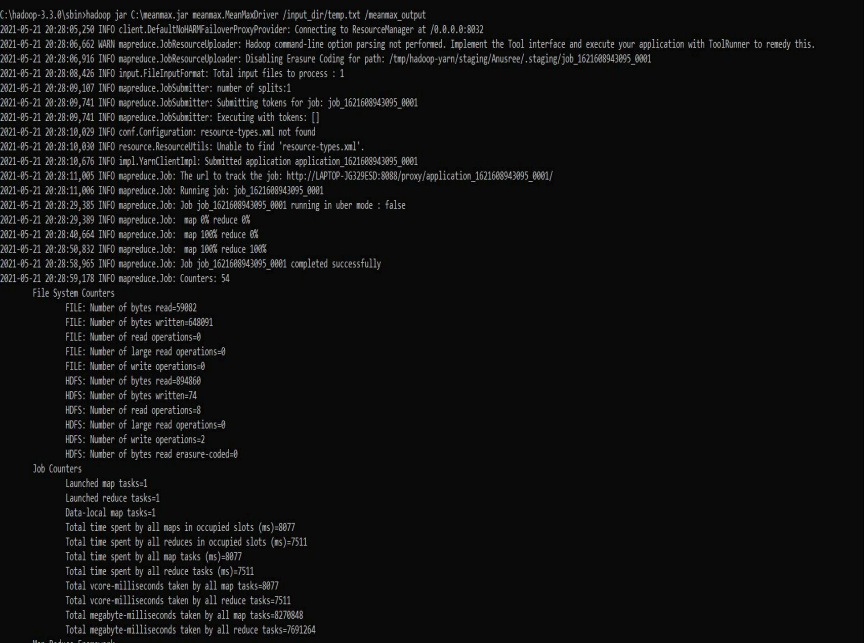 C:\hadoop-3.3.0\sbin>hadoop jar C:\meanmax.jar meanmax.MeanMaxDriver /input_dir/temp.txt /meanmax_output
2021-05-21 20:28:05,250 INFO client.DefaultNoHARMFailoverProxyProvider: Connecting to ResourceManager at /0.0.0.0:8032
2021-05-21 20:28:06,662 WARN mapreduce.JobResourceUploader: Hadoop command-line option parsing not performed. Implement the Tool interface and execute your application with ToolRunner to remedy this.
2021-05-21 20:28:06,916 INFO mapreduce.JobResourceUploader: Disabling Erasure Coding for path: /tmp/hadoop-yarn/staging/Anusree/.staging/job_1621608943095_0001
2021-05-21 20:28:08,426 INFO input.FileInputFormat: Total input files to process : 1
2021-05-21 20:28:09,107 INFO mapreduce.JobSubmitter: number of splits:1
2021-05-21 20:28:09,741 INFO mapreduce.JobSubmitter: Submitting tokens for job: job_1621608943095_0001
2021-05-21 20:28:09,741 INFO mapreduce.JobSubmitter: Executing with tokens: []
2021-05-21 20:28:10,029 INFO conf.Configuration: resource-types.xml not found
2021-05-21 20:28:10,030 INFO resource.ResourceUtils: Unable to find 'resource-types.xml'.
2021-05-21 20:28:10,676 INFO impl.YarnClientImpl: Submitted application application_1621608943095_0001
2021-05-21 20:28:11,005 INFO mapreduce.Job: The url to track the job: http://LAPTOP-JG329ESD:8088/proxy/application_1621608943095_0001/
2021-05-21 20:28:11,006 INFO mapreduce.Job: Running job: job_1621608943095_0001
2021-05-21 20:28:29,385 INFO mapreduce.Job: Job job_1621608943095_0001 running in uber mode : false
2021-05-21 20:28:29,389 INFO mapreduce.Job:  map 0% reduce 0%
2021-05-21 20:28:40,664 INFO mapreduce.Job:  map 100% reduce 0%
2021-05-21 20:28:50,832 INFO mapreduce.Job:  map 100% reduce 100%
2021-05-21 20:28:58,965 INFO mapreduce.Job: Job job_1621608943095_0001 completed successfully
2021-05-21 20:28:59,178 INFO mapreduce.Job: Counters: 54
File System Counters
FILE: Number of bytes read=59082
FILE: Number of bytes written=648091
FILE: Number of read operations=0
FILE: Number of large read operations=0
FILE: Number of write operations=0
HDFS: Number of bytes read=894860
HDFS: Number of bytes written=74
HDFS: Number of read operations=8
HDFS: Number of large read operations=0
HDFS: Number of write operations=2
HDFS: Number of bytes read erasure-coded=0
Job Counters
Launched map tasks=1
Launched reduce tasks=1
Data-local map tasks=1
Total time spent by all maps in occupied slots (ms)=8077
Total time spent by all reduces in occupied slots (ms)=7511
Total time spent by all map tasks (ms)=8077
Total time spent by all reduce tasks (ms)=7511
Total vcore-milliseconds taken by all map tasks=8077
Total vcore-milliseconds taken by all reduce tasks=7511
Total megabyte-milliseconds taken by all map tasks=8270848
Total megabyte-milliseconds taken by all reduce tasks=7691264